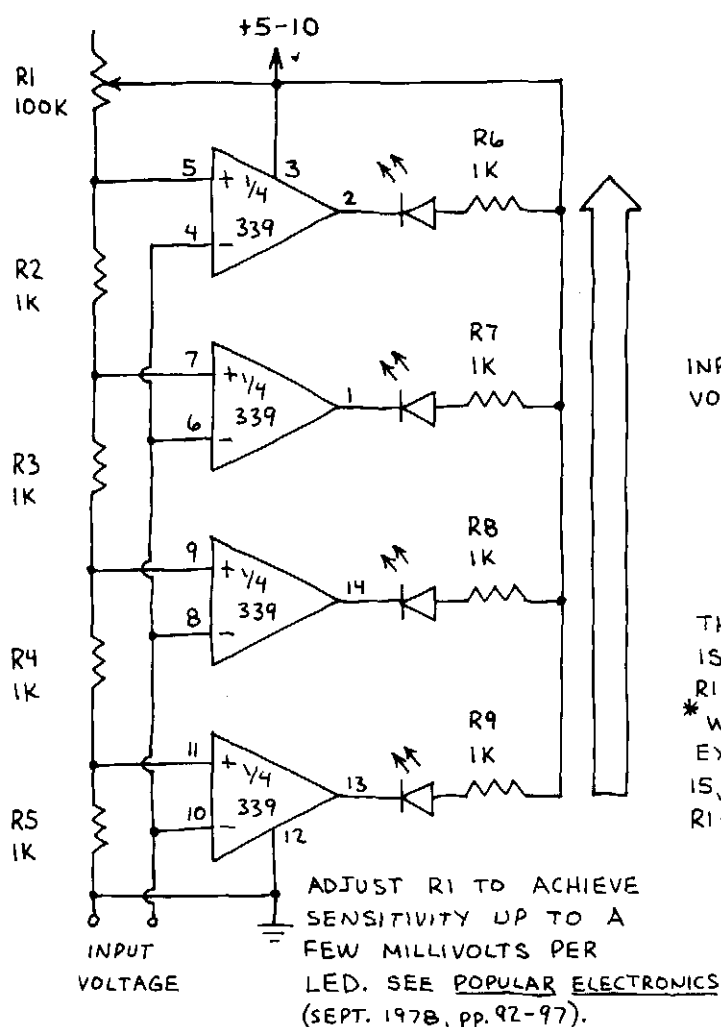 +5-10
R1
100K
5
3
+
1/4
339
2
4
-
R6
1K
R2
1K
7
+
1/4
339
1
6
-
R7
1K
INP
VO
R3
1K
9
+
1/4
339
14
8
-
R8
1K
R4
1K
TH
IS
R1
* W
EX
IS,
R1
11
+
1/4
339
13
10
-
12
R9
1K
R5
1K
INPUT
VOLTAGE
ADJUST R1 TO ACHIEVE
SENSITIVITY UP TO A
FEW MILLIVOLTS PER
LED. SEE POPULAR ELECTRONICS
(SEPT. 1978, PP. 92-97).